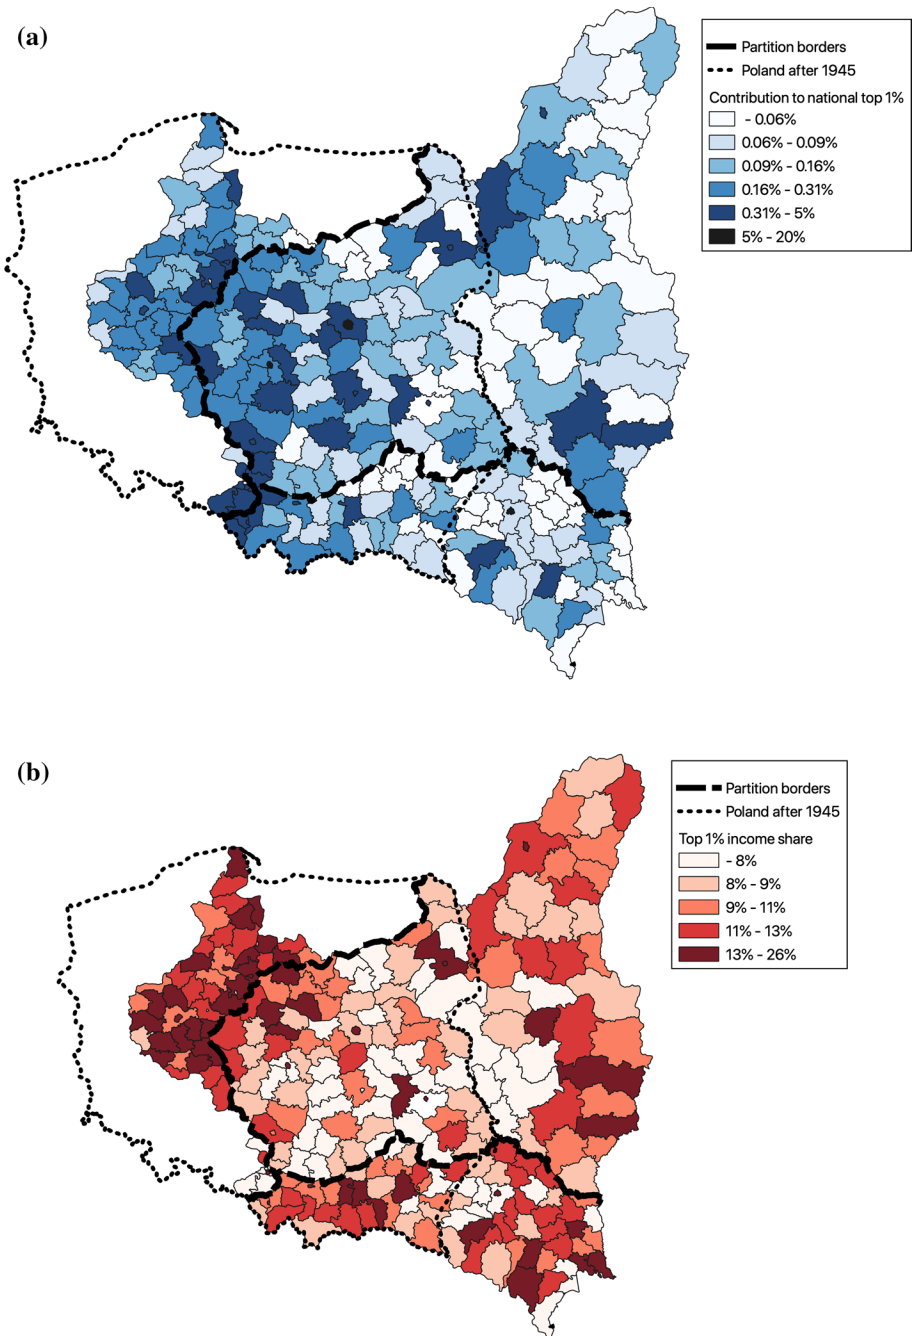 (a)
Partition borders
Poland after 1945
Contribution to national top 1%
- 0.06%
0.06% - 0.09%
0.09% - 0.16%
0.16% - 0.31%
0.31% - 5%
5% - 20%
(b)
Partition borders
Poland after 1945
Top 1% income share
- 8%
8% - 9%
9% - 11%
11% - 13%
13% - 26%